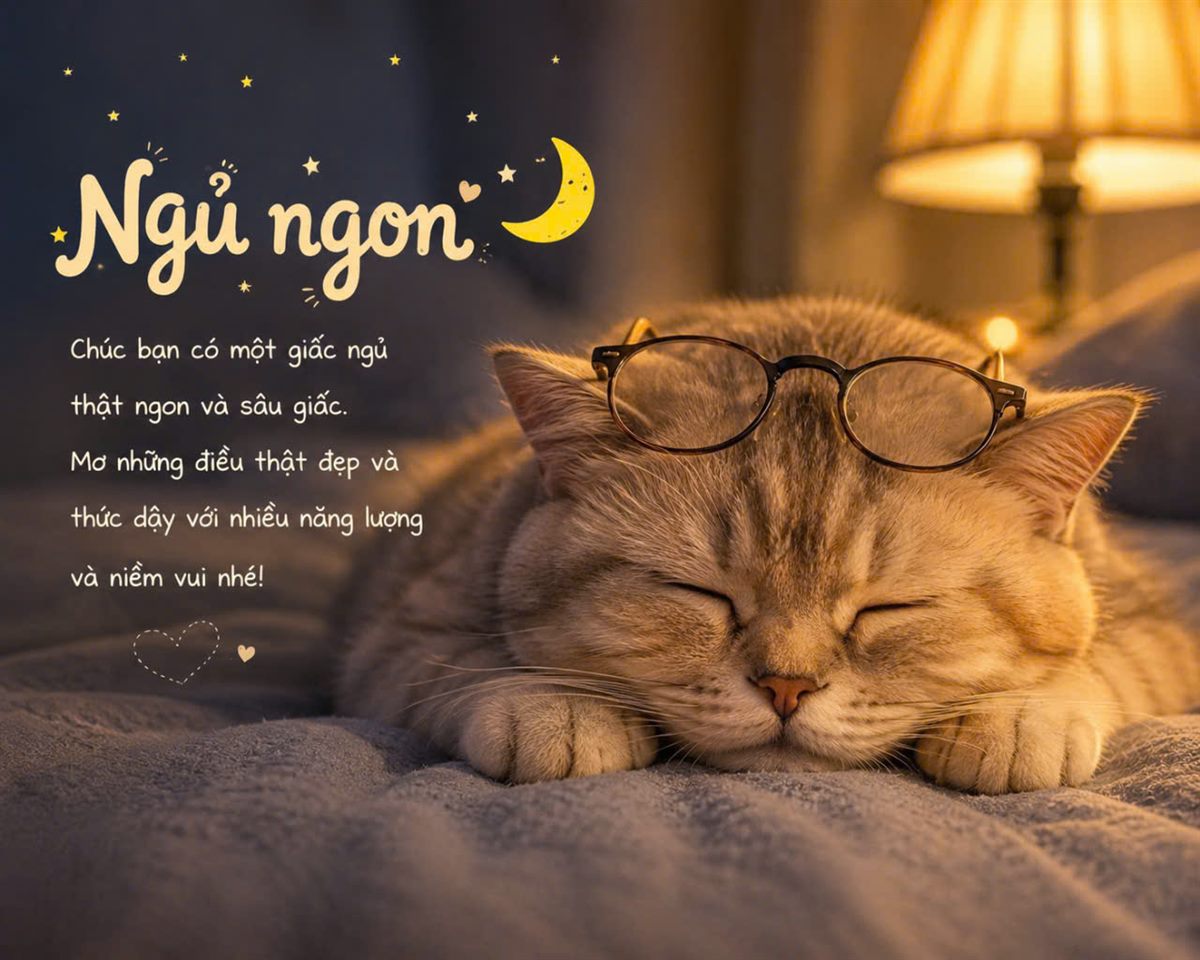 Ngủ ngon
Chúc bạn có một giấc ngủ
thật ngon và sâu giấc.
Mơ những điều thật đẹp và
thức dậy với nhiều năng lượng
và niềm vui nhé!